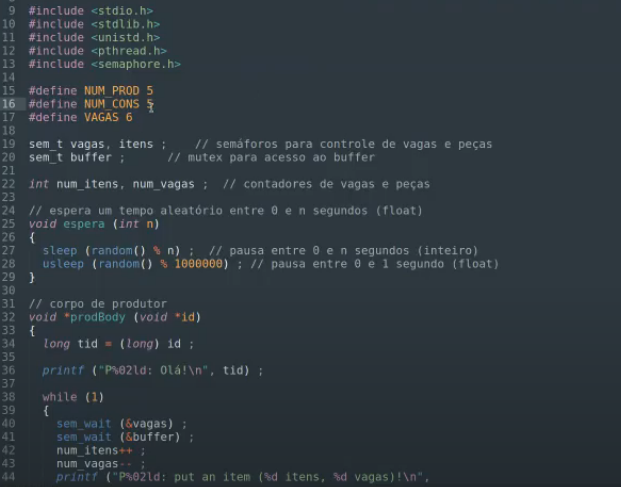 9 #include <stdio.h>
10 #include <stdlib.h>
11 #include <unistd.h>
12 #include <pthread.h>
13 #include <semaphore.h>
14
15 #define NUM_PROD 5
16 #define NUM_CONS 5
17 #define VAGAS 6
18
19 sem_t vagas, itens ;    // semáforos para controle de vagas e peças
20 sem_t buffer ;      // mutex para acesso ao buffer
21
22 int num_itens, num_vagas ;  // contadores de vagas e peças
23
24 // espera um tempo aleatório entre 0 e n segundos (float)
25 void espera (int n)
26 {
27   sleep (random() % n) ;  // pausa entre 0 e n segundos (inteiro)
28   usleep (random() % 1000000) ; // pausa entre 0 e 1 segundo (float)
29 }
30
31 // corpo de produtor
32 void *prodBody (void *id)
33 {
34   long tid = (long) id ;
35
36   printf ("P%02ld: Olá!\n", tid) ;
37
38   while (1)
39   {
40     sem_wait (&vagas) ;
41     sem_wait (&buffer) ;
42     num_itens++ ;
43     num_vagas-- ;
44     printf ("P%02ld: put an item (%d itens, %d vagas)!\n",